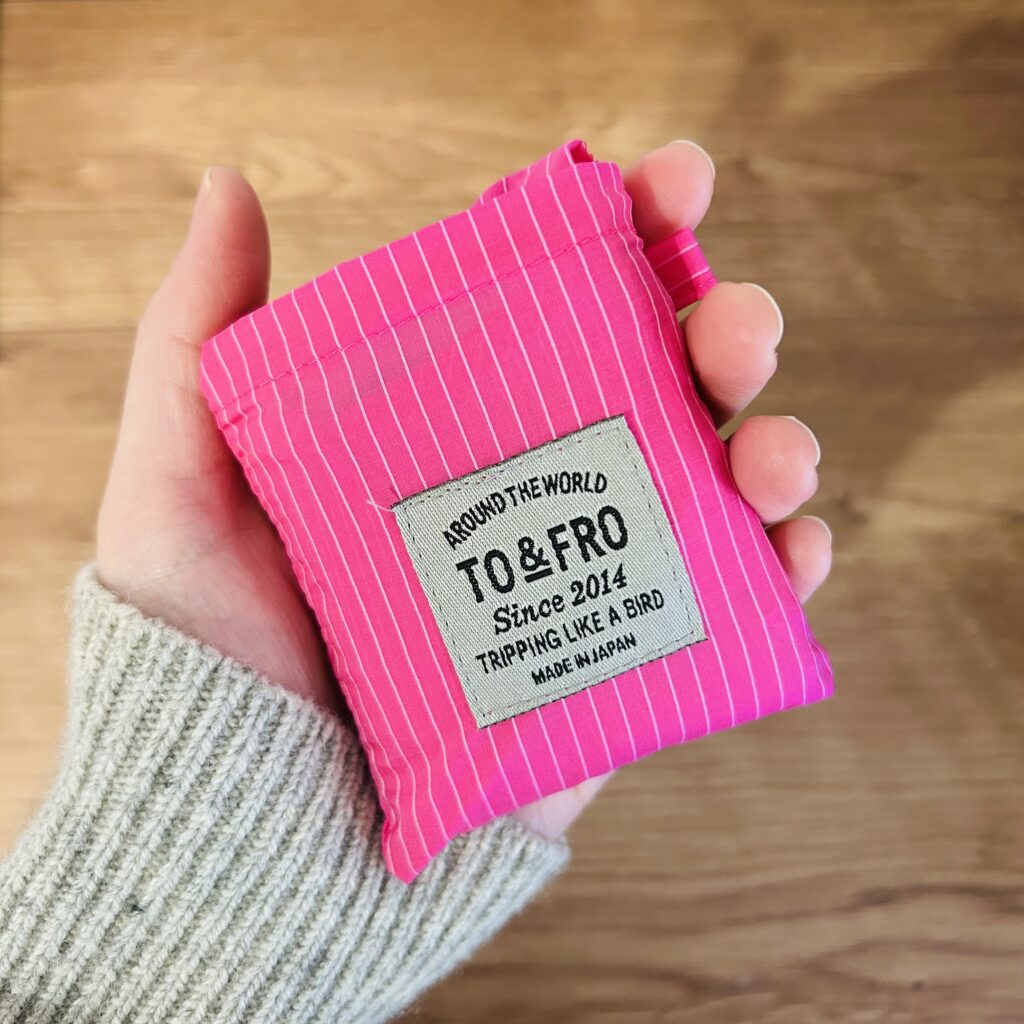 AROUND THE WORLD
TO & FRO
Since 2014
TRIPPING LIKE A BIRD
MADE IN JAPAN